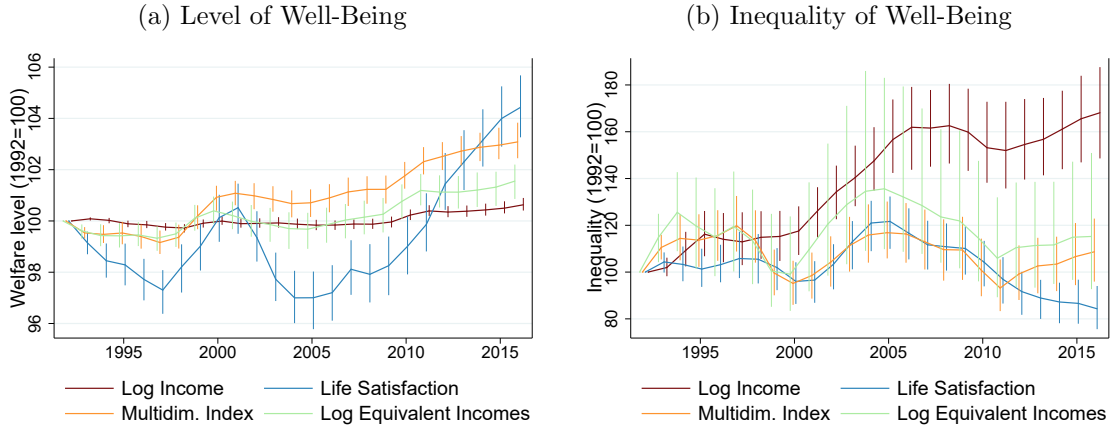 (a) Level of Well-Being
Welfare level (1992=100)
106
104
102
100
98
96
1995 2000 2005 2010 2015
Log Income Life Satisfaction
Multidim. Index Log Equivalent Incomes
(b) Inequality of Well-Being
Inequality (1992=100)
180
160
140
120
100
80
1995 2000 2005 2010 2015
Log Income Life Satisfaction
Multidim. Index Log Equivalent Incomes